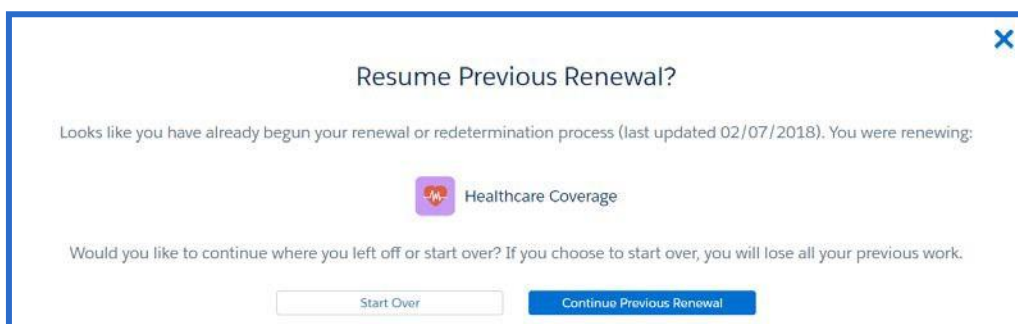 Resume Previous Renewal?
Looks like you have already begun your renewal or redetermination process (last updated 02/07/2018). You were renewing:
Healthcare Coverage
Would you like to continue where you left off or start over? If you choose to start over, you will lose all your previous work.
Start Over
Continue Previous Renewal